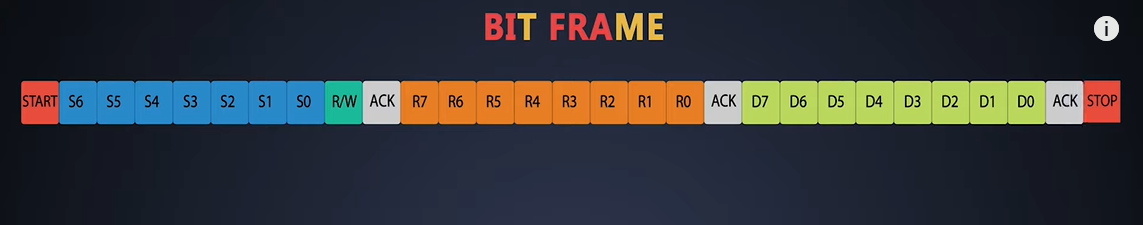 BIT FRAME
i
START S6 S5 S4 S3 S2 S1 S0 R/W ACK R7 R6 R5 R4 R3 R2 R1 R0 ACK D7 D6 D5 D4 D3 D2 D1 D0 ACK STOP